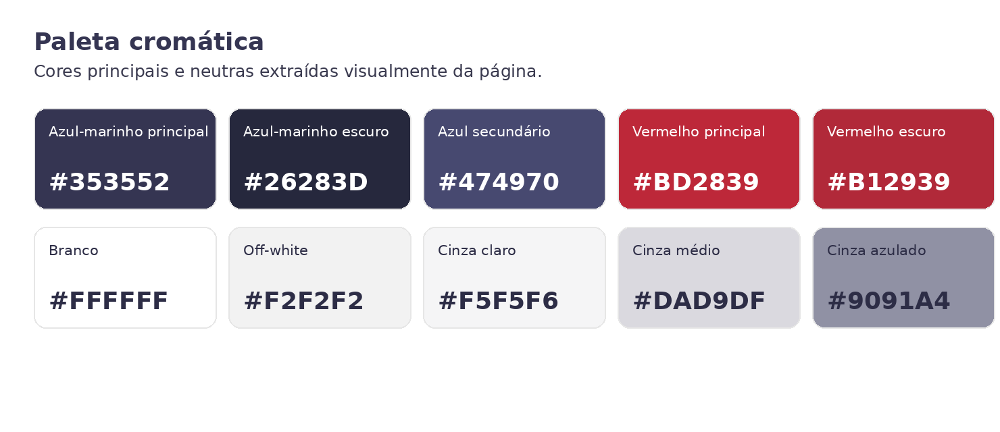 Paleta cromática
Cores principais e neutras extraídas visualmente da página.
Azul-marinho principal
#353552
Azul-marinho escuro
#26283D
Azul secundário
#474970
Vermelho principal
#BD2839
Vermelho escuro
#B12939
Branco
#FFFFFF
Off-white
#F2F2F2
Cinza claro
#F5F5F6
Cinza médio
#DAD9DF
Cinza azulado
#9091A4